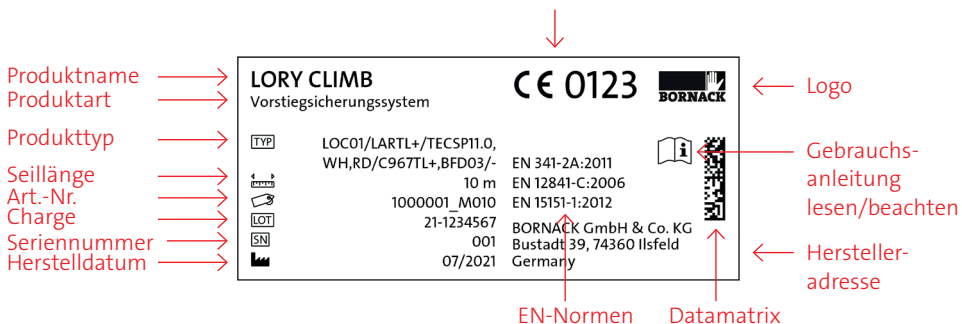 Produktname
Produktart
Produkttyp
Seillänge
Art.-Nr.
Charge
Seriennummer
Herstelldatum
LORY CLIMB
Vorstiegsicherungssystem
CE 0123
BORNACK
TYP
LOC01/LARTL+/TECSP11.0,
WH,RD/C967TL+,BFD03/-
10 m
1000001_M010
LOT
21-1234567
SN
001
07/2021
EN 341-2A:2011
EN 12841-C:2006
EN 15151-1:2012
BORNACK GmbH & Co. KG
Bustadt 39, 74360 Ilsfeld
Germany
i
Logo
Gebrauchs-
anleitung
lesen/beachten
Hersteller-
adresse
EN-Normen
Datamatrix